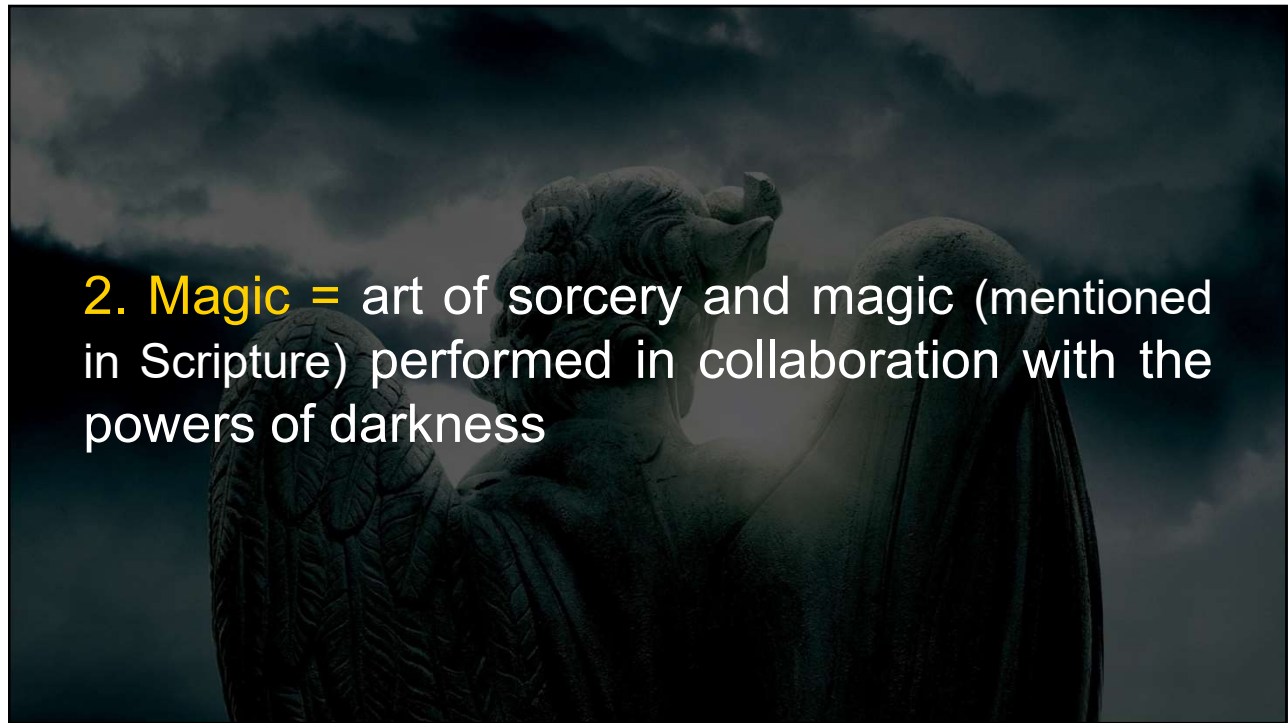 2. Magic = art of sorcery and magic (mentioned
in Scripture) performed in collaboration with the
powers of darkness